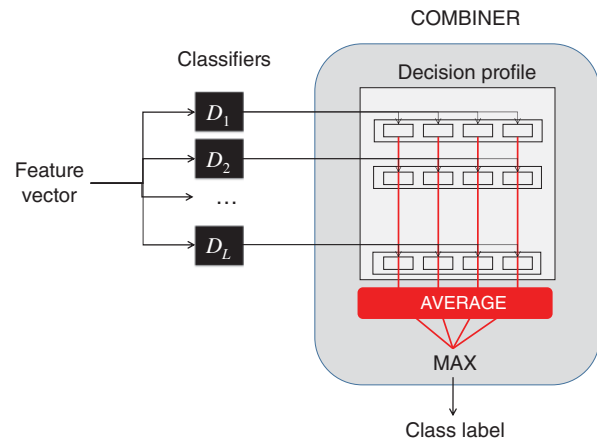 COMBINER
Classifiers
Decision profile
D1
D2
Feature
vector
...
DL
AVERAGE
MAX
Class label